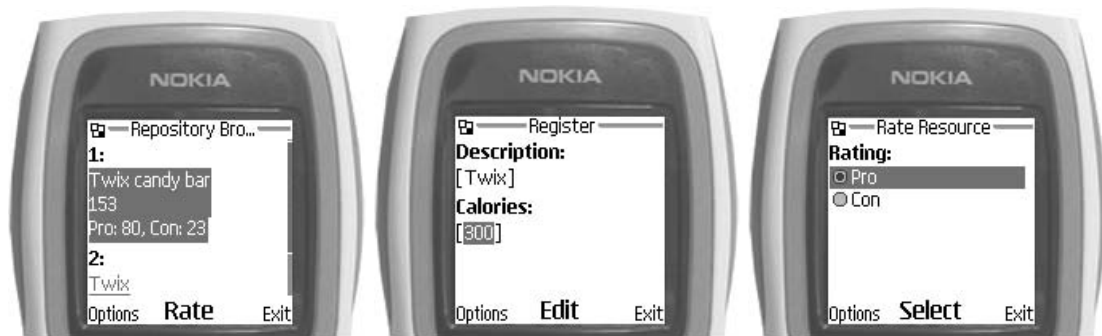 NOKIA
Repository Bro...
1:
Twix candy bar
153
Pro: 80, Con: 23
2:
Twix
Options Rate Exit
NOKIA
Register
Description:
[Twix]
Calories:
[300]
Options Edit Exit
NOKIA
Rate Resource
Rating:
Pro
Con
Options Select Exit